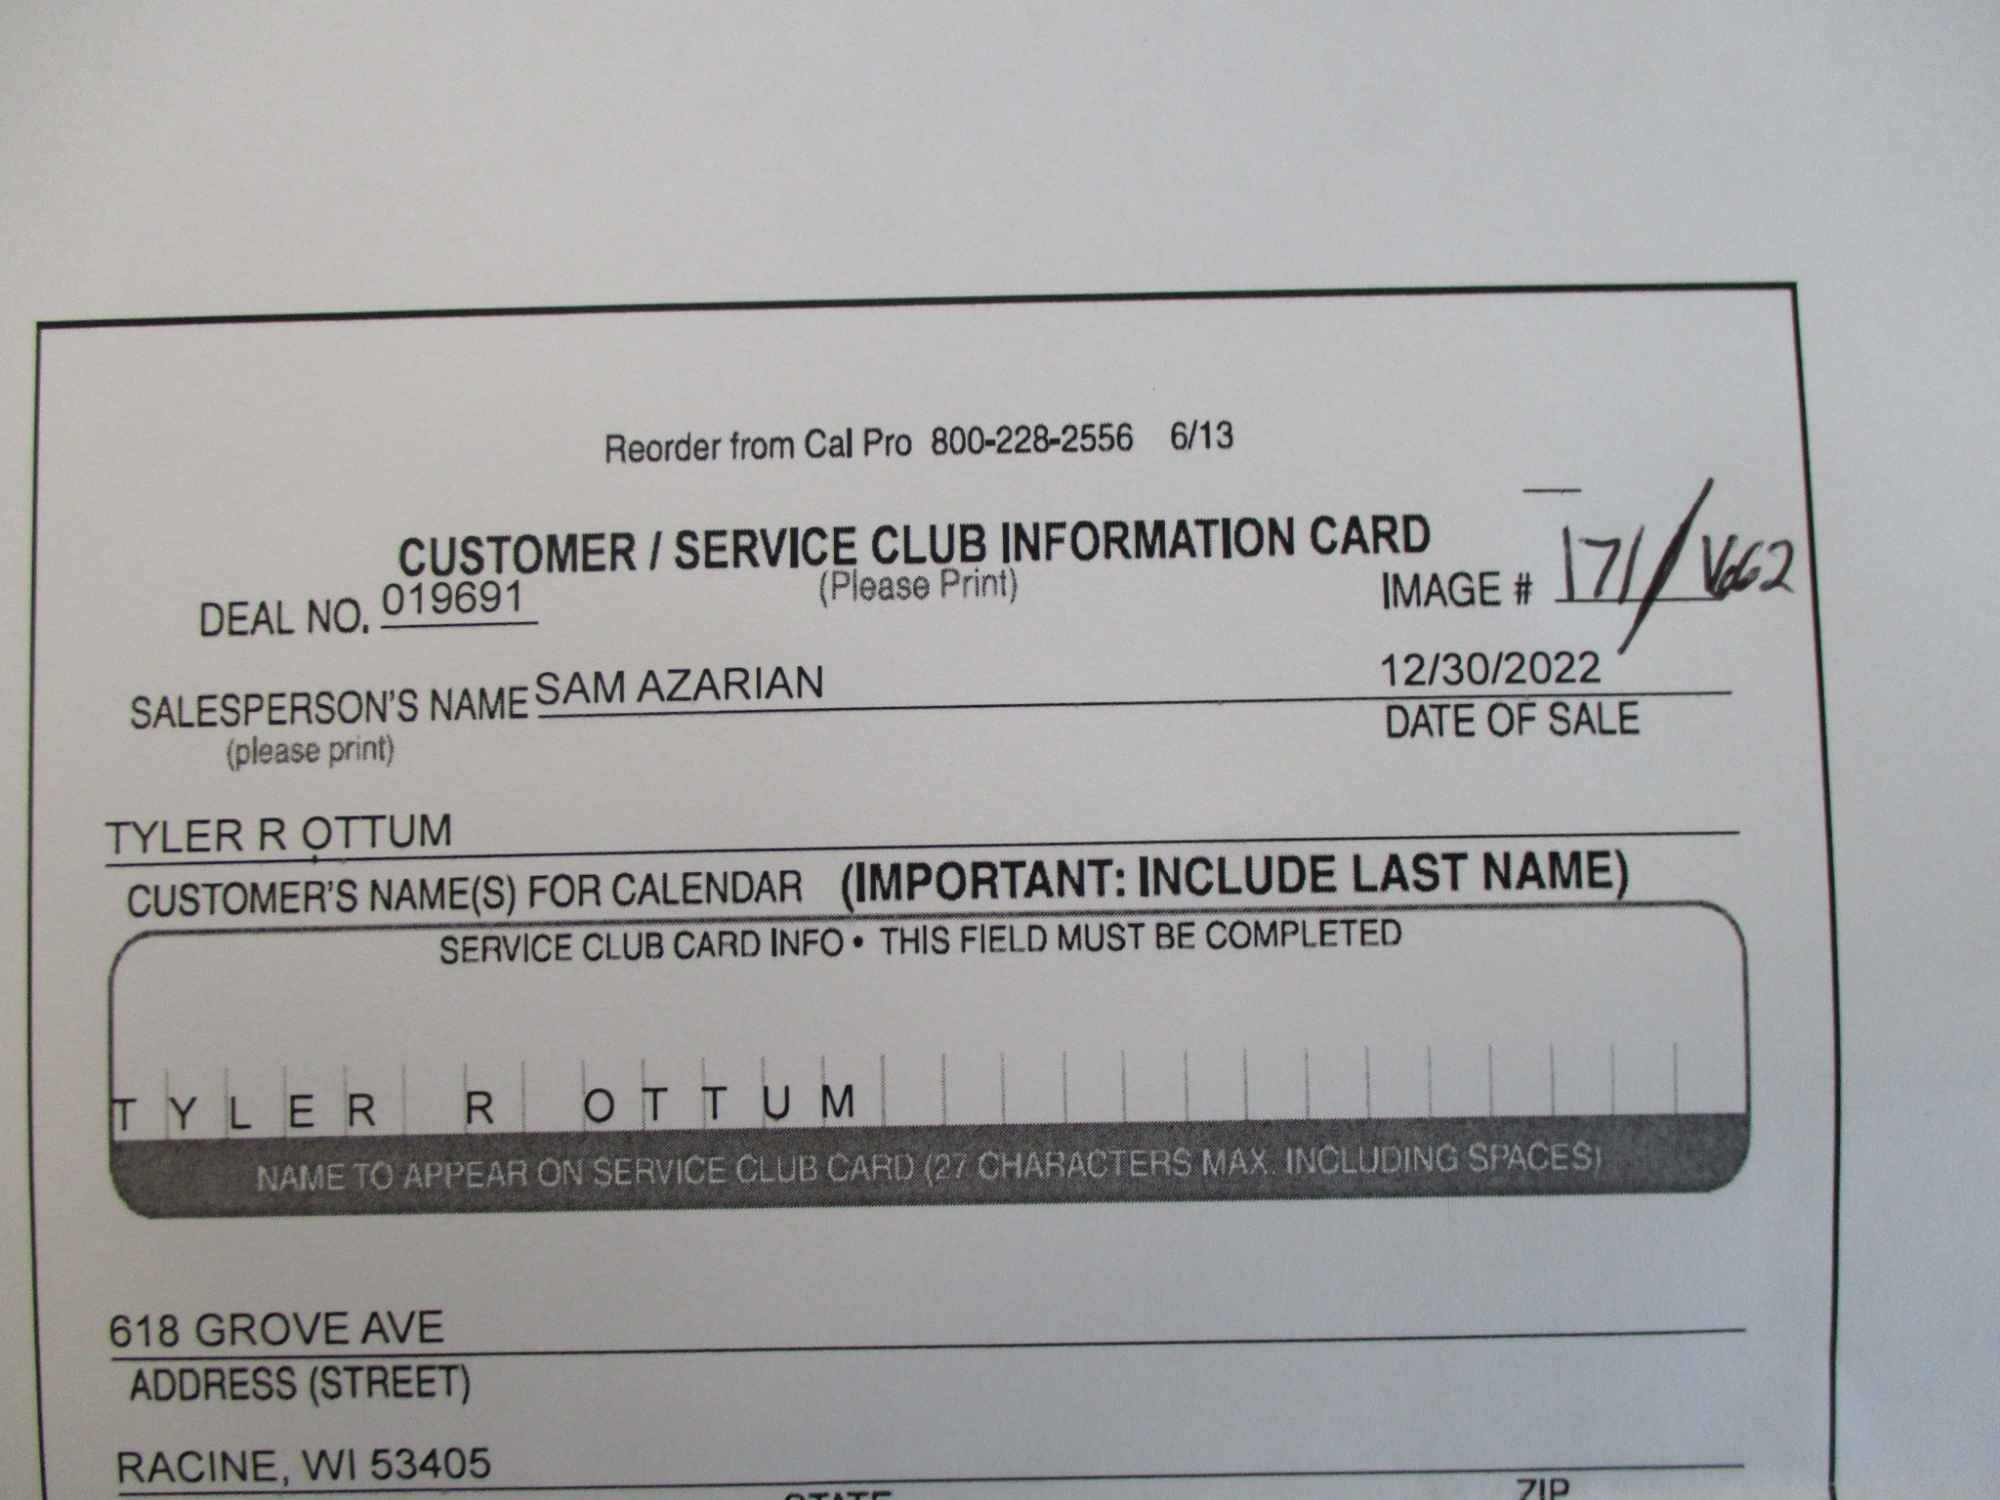 Reorder from Cal Pro 800-228-2556 6/13
CUSTOMER / SERVICE CLUB INFORMATION CARD
(Please Print)
DEAL NO. 019691
IMAGE # 171/
SALESPERSON'S NAME SAM AZARIAN 12/30/2022
(please print)
DATE OF SALE
TYLER R OTTUM
CUSTOMER'S NAME(S) FOR CALENDAR (IMPORTANT: INCLUDE LAST NAME)
SERVICE CLUB CARD INFO • THIS FIELD MUST BE COMPLETED
TYLER R OTTUM
NAME TO APPEAR ON SERVICE CLUB CARD (27 CHARACTERS MAX. INCLUDING SPACES)
618 GROVE AVE
ADDRESS (STREET)
RACINE, WI 53405
STATE ZIP